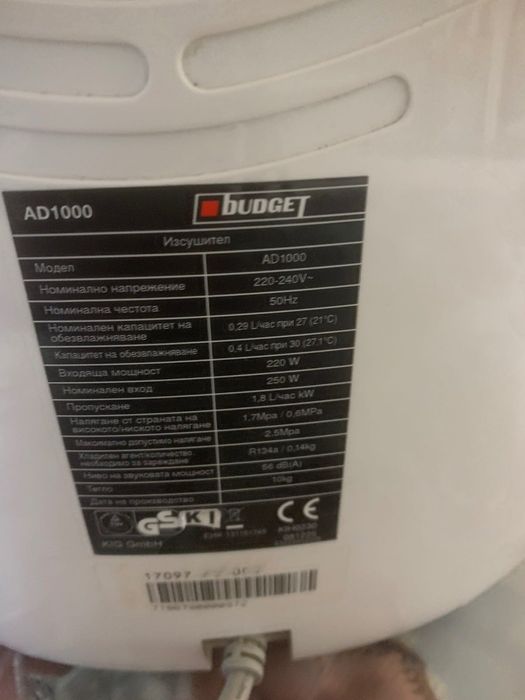 AD1000 BUDGET
Изсушител
Модел AD1000
Номинално напрежение 220-240V~
Номинална честота 50Hz
Номинален капацитет на обезвлажняване 0,29 L/час при 27 (21°C)
Капацитет на обезвлажняване 0,4 L/час при 30 (27.1°C)
Входяща мощност 220 W
Номинален вход 250 W
Пропускане 1,8 L/час kW
Налягане от страната на високото/ниското налягане 1.7Mpa / 0,6MPa
Максимално допустимо налягане 2.5Mpa
Хладилен агент/количество необходимо за зареждане R134a / 0,14kg
Ниво на звуковата мощност 56 dB(A)
Тегло 10kg
Дата на производство
GS KI CE
KIG GmbH
17097